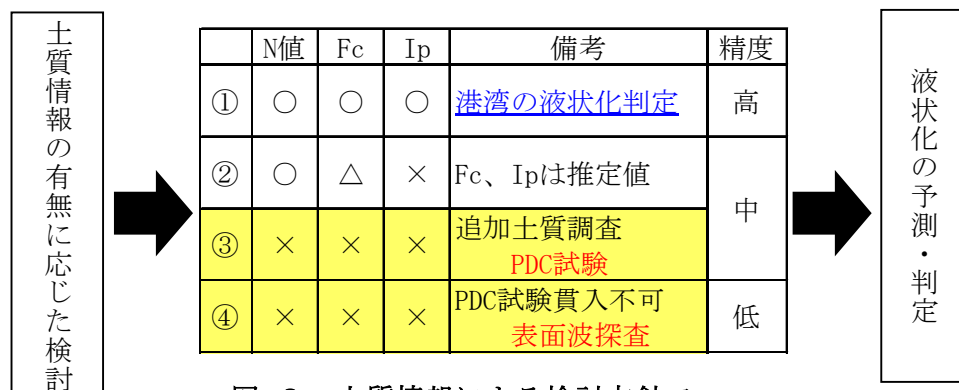 土質情報の有無に応じた検討
N値 Fc Ip 備考 精度
① ○ ○ ○ 港湾の液状化判定 高
② ○ △ × Fc、Ipは推定値 中
③ × × × 追加土質調査
PDC試験
④ × × × PDC試験貫入不可 低
表面波探査
液状化の予測・判定